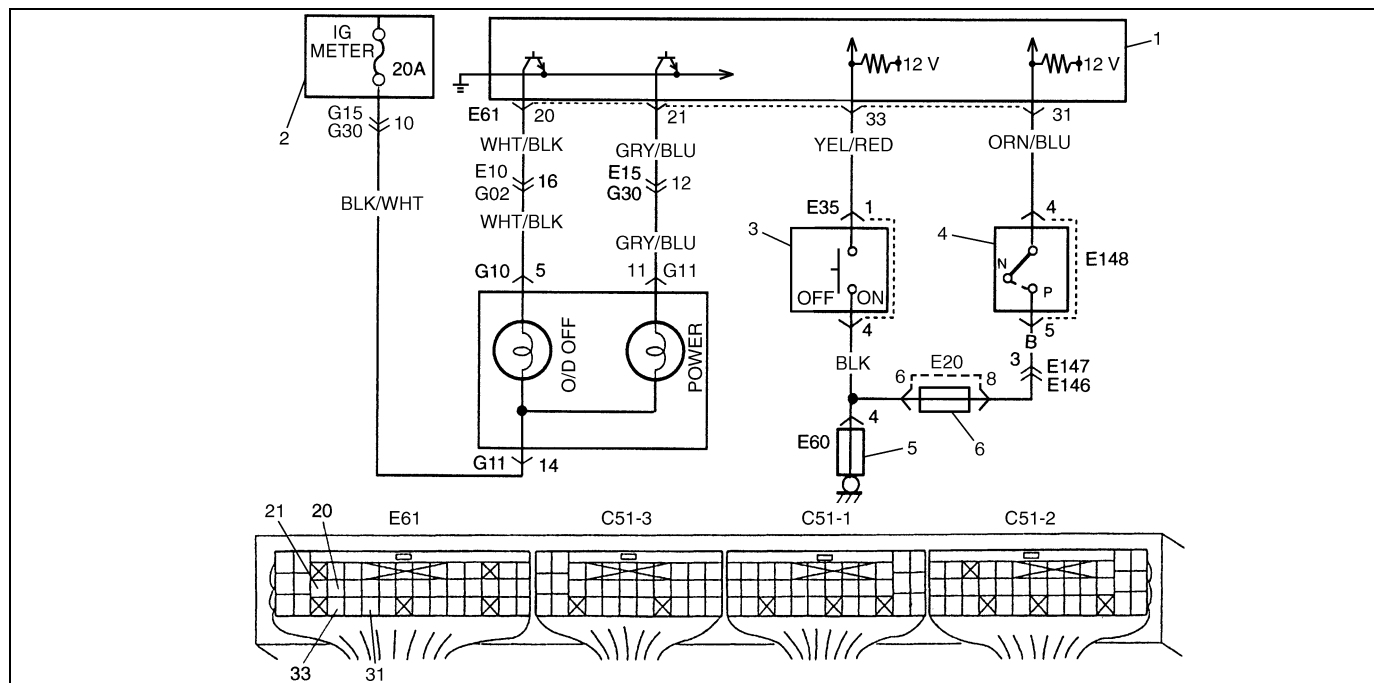 IG
METER
20A
2
G15
G30
10
BLK/WHT
1
12 V
12 V
E61
20
21
33
31
WHT/BLK
GRY/BLU
YEL/RED
ORN/BLU
E10
G02
16
E15
G30
12
WHT/BLK
GRY/BLU
G10
5
11
G11
O/D OFF
POWER
G11
14
E35
1
3
OFF
ON
4
BLK
4
4
N
P
E148
5
B
3
E147
E146
6
E20
8
6
4
E60
5
21
20
E61
C51-3
C51-1
C51-2
33
31